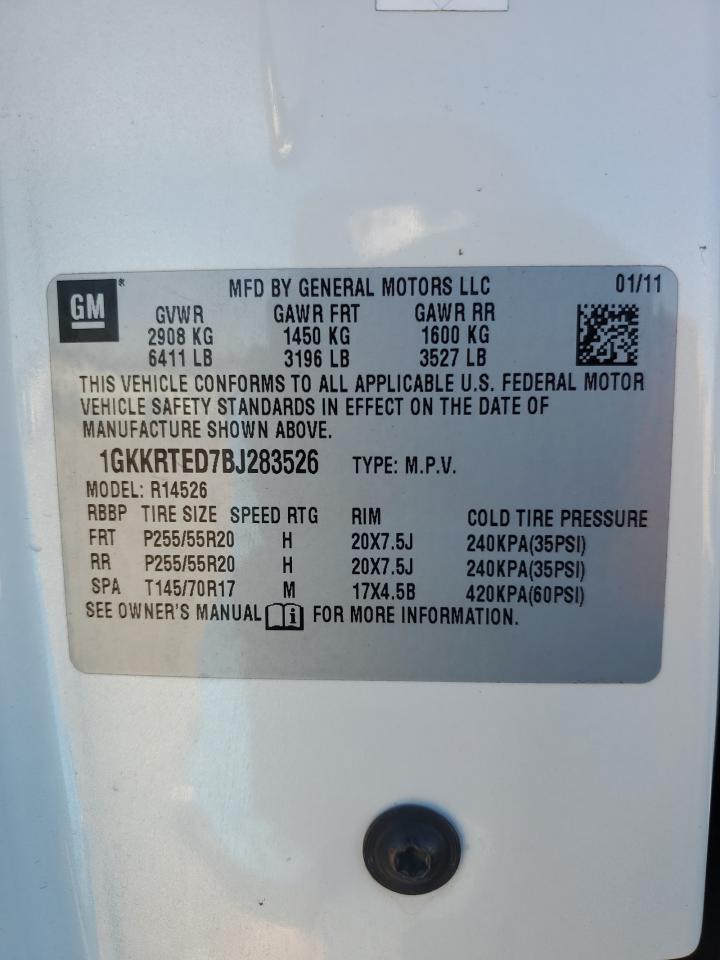 GM ®
MFD BY GENERAL MOTORS LLC 01/11
GVWR GAWR FRT GAWR RR
2908 KG 1450 KG 1600 KG
6411 LB 3196 LB 3527 LB
THIS VEHICLE CONFORMS TO ALL APPLICABLE U.S. FEDERAL MOTOR
VEHICLE SAFETY STANDARDS IN EFFECT ON THE DATE OF
MANUFACTURE SHOWN ABOVE.
1GKKRTED7BJ283526 TYPE: M.P.V.
MODEL: R14526
RBBP TIRE SIZE SPEED RTG RIM COLD TIRE PRESSURE
FRT P255/55R20 H 20X7.5J 240KPA(35PSI)
RR P255/55R20 H 20X7.5J 240KPA(35PSI)
SPA T145/70R17 M 17X4.5B 420KPA(60PSI)
SEE OWNER'S MANUAL i FOR MORE INFORMATION.